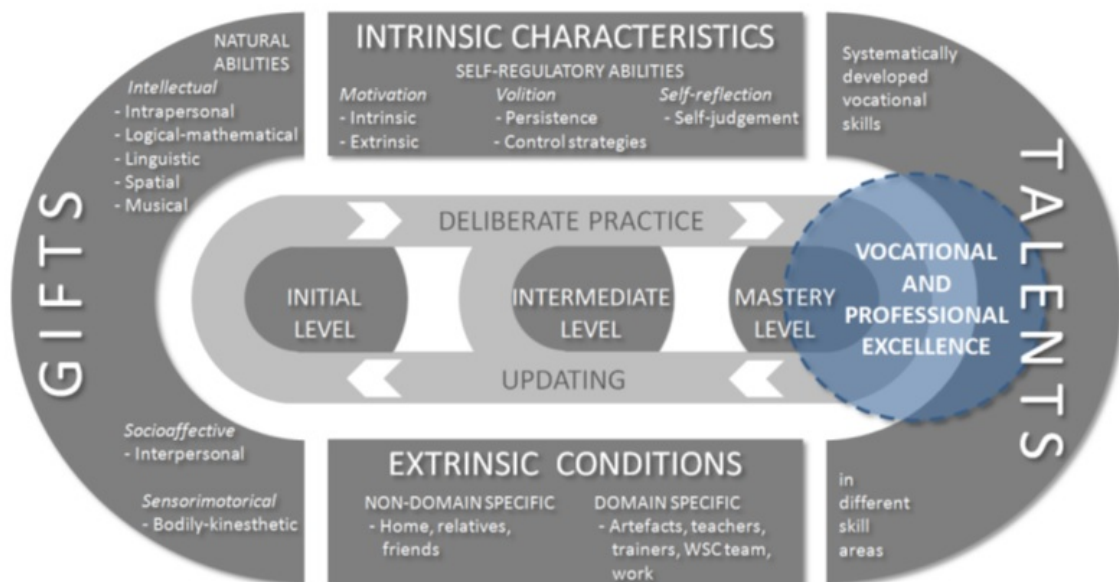 GIFTS
NATURAL
ABILITIES
Intellectual
- Intrapersonal
- Logical-mathematical
- Linguistic
- Spatial
- Musical
Socioaffective
- Interpersonal
Sensorimotorical
- Bodily-kinesthetic
INTRINSIC CHARACTERISTICS
SELF-REGULATORY ABILITIES
Motivation
- Intrinsic
- Extrinsic
Volition
- Persistence
- Control strategies
Self-reflection
- Self-judgement
DELIBERATE PRACTICE
INITIAL
LEVEL
INTERMEDIATE
LEVEL
MASTERY
LEVEL
UPDATING
VOCATIONAL
AND
PROFESSIONAL
EXCELLENCE
EXTRINSIC CONDITIONS
NON-DOMAIN SPECIFIC
- Home, relatives,
friends
DOMAIN SPECIFIC
- Artefacts, teachers,
trainers, WSC team,
work
Systematically
developed
vocational
skills
TALENTS
in
different
skill
areas